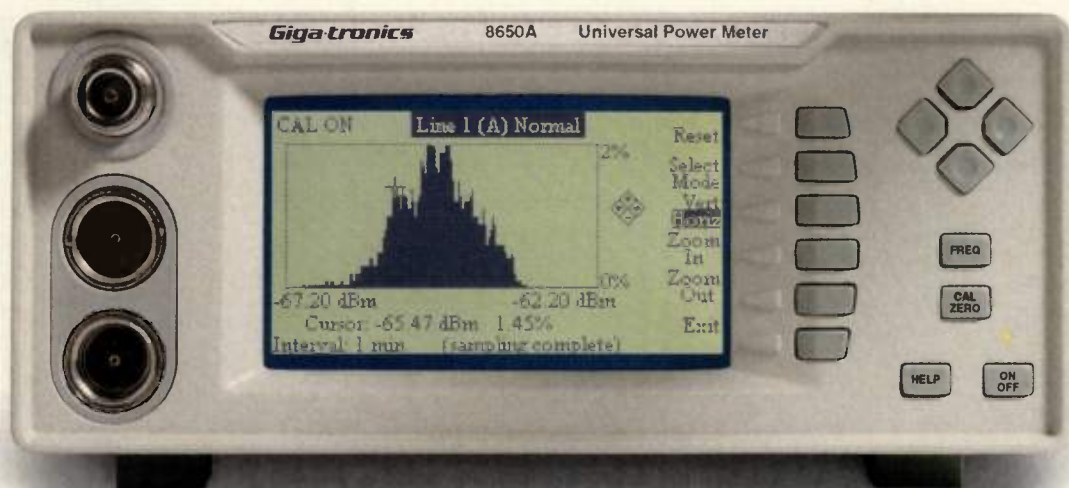 Giga-tronics 8650A Universal Power Meter
CAL ON Line 1 (A) Normal
2%
0%
-67.20 dBm -62.20 dBm
Cursor: -65.47 dBm 1.45%
Interval: 1 min (sampling complete)
Reset
Select
Mode
Vert
Horiz
Zoom
In
Zoom
Out
Exit
FREQ
CAL
ZERO
HELP
ON
OFF